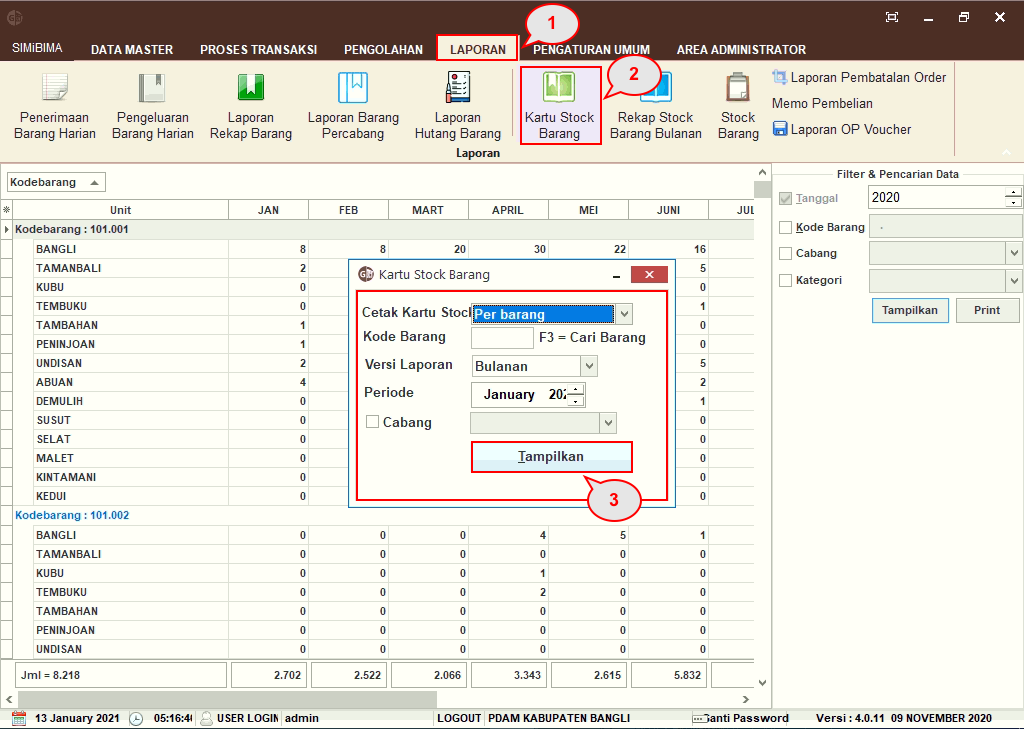 1
SIMiBIMA DATA MASTER PROSES TRANSAKSI PENGOLAHAN LAPORAN PENGATURAN UMUM AREA ADMINISTRATOR
2
Penerimaan Barang Harian
Pengeluaran Barang Harian
Laporan Rekap Barang
Laporan Barang Percabang
Laporan Hutang Barang
Kartu Stock Barang
Rekap Stock Barang Bulanan
Stock Barang
Laporan Pembatalan Order
Memo Pembelian
Laporan OP Voucher
Laporan
Kodebarang
Filter & Pencarian Data
Tanggal 2020
Kode Barang .
Cabang
Kategori
Tampilkan Print
Unit JAN FEB MART APRIL MEI JUNI JUL
Kodebarang : 101.001
BANGLI 8 8 20 30 22 16
TAMANBALI 2 5
KUBU 0 0
TEMBUKU 0 1
TAMBAHAN 1 0
PENINJOAN 1 0
UNDISAN 2 5
ABUAN 4 2
DEMULIH 0 1
SUSUT 0 0
SELAT 0 0
MALET 0 0
KINTAMANI 0 0
KEDUI 0 0
Kartu Stock Barang
Cetak Kartu Stocl Per barang
Kode Barang F3 = Cari Barang
Versi Laporan Bulanan
Periode January 202
Cabang
Tampilkan
3
Kodebarang : 101.002
BANGLI 0 0 0 4 5 1
TAMANBALI 0 0 0 0 0 0
KUBU 0 0 0 1 0 0
TEMBUKU 0 0 0 2 0 0
TAMBAHAN 0 0 0 0 0 0
PENINJOAN 0 0 0 0 0 0
UNDISAN 0 0 0 0 0 0
Jml = 8.218 2.702 2.522 2.066 3.343 2.615 5.832
13 January 2021 05:16:4 USER LOGIN admin LOGOUT PDAM KABUPATEN BANGLI Ganti Password Versi : 4.0.11 09 NOVEMBER 2020